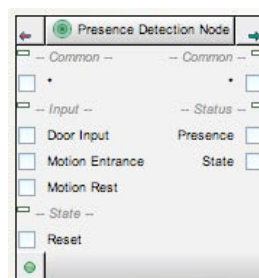 Presence Detection Node
-- Common -- -- Common --
* *
-- Input -- -- Status --
Door Input Presence
Motion Entrance State
Motion Rest
-- State --
Reset